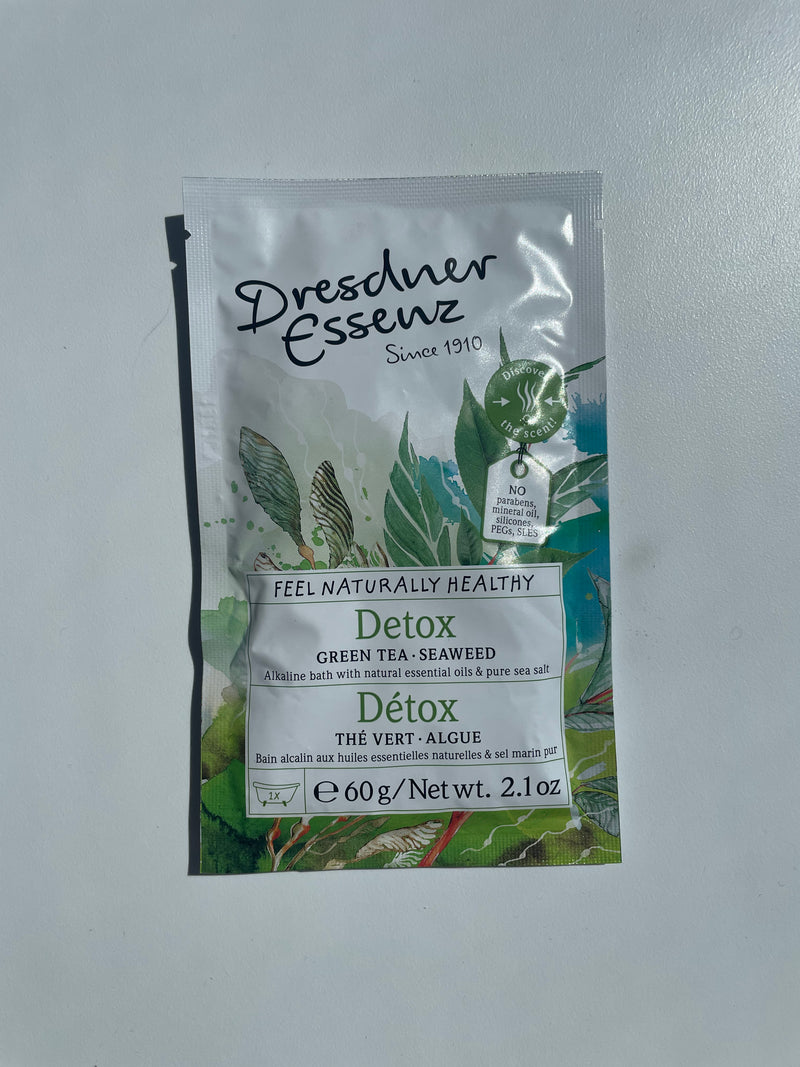 Dresdner
Essenz
Since 1910
Discover
the scent!
NO
parabens,
mineral oil,
silicones,
PEGs, SLES
FEEL NATURALLY HEALTHY
Detox
GREEN TEA · SEAWEED
Alkaline bath with natural essential oils & pure sea salt
Détox
THÉ VERT · ALGUE
Bain alcalin aux huiles essentielles naturelles & sel marin pur
1x
℮ 60 g/Net wt. 2.1 oz